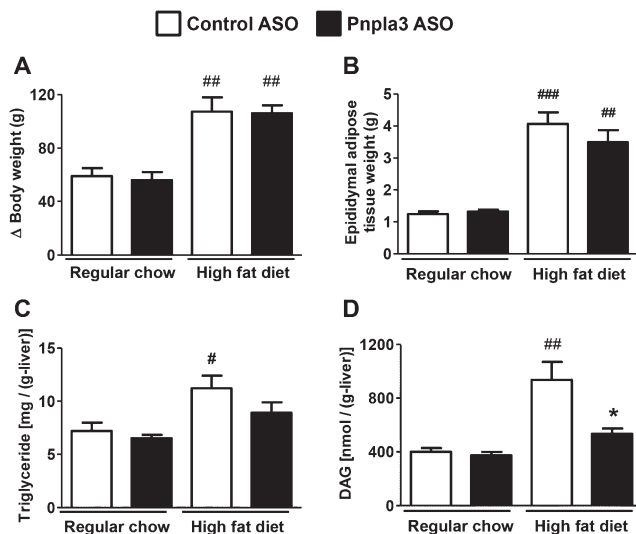 Control ASO Pnpla3 ASO
A
Δ Body weight (g)
120
80
40
0
## ##
Regular chow High fat diet
B
Epididymal adipose
tissue weight (g)
5
4
3
2
1
0
### ##
Regular chow High fat diet
C
Triglyceride [mg / (g-liver)]
15
10
5
0
#
Regular chow High fat diet
D
DAG [nmol / (g-liver)]
1200
800
400
0
## *
Regular chow High fat diet